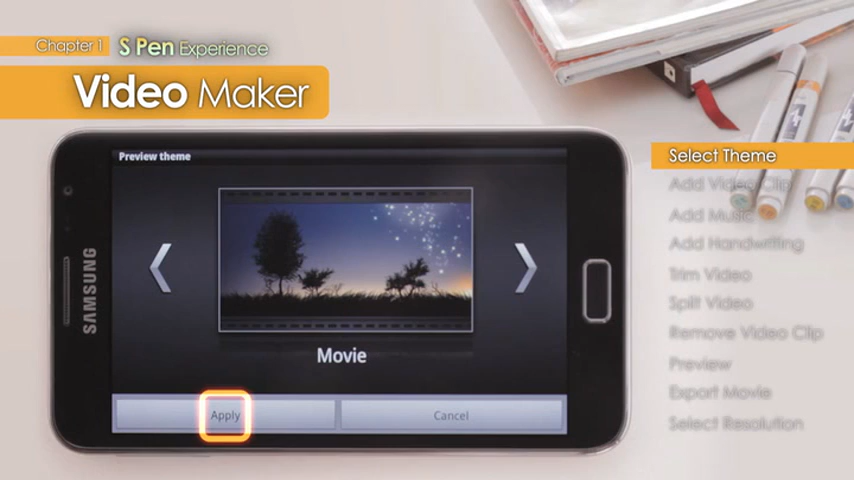 Chapter 1 S Pen Experience
Video Maker
Preview theme
SAMSUNG
Movie
Apply
Cancel
Select Theme
Add Video Clip
Add Music
Add Handwriting
Trim Video
Split Video
Remove Video Clip
Preview
Export Movie
Select Resolution